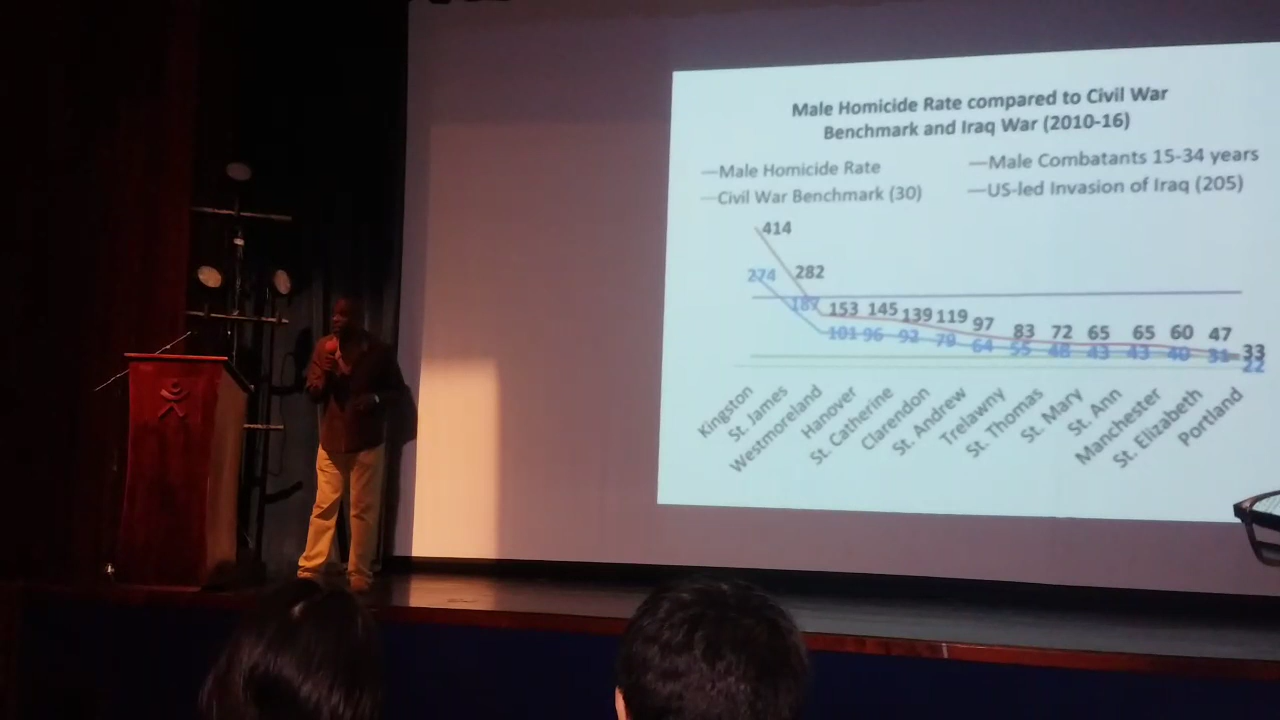 Male Homicide Rate compared to Civil War
Benchmark and Iraq War (2010-16)
—Male Homicide Rate
—Male Combatants 15-34 years
—Civil War Benchmark (30)
—US-led Invasion of Iraq (205)
414
274
282
187
153 145 139 119 97 83 72 65 65 60 47 33
101 96 92 79 64 55 48 43 43 40 31 22
Kingston
St. James
Westmoreland
Hanover
St. Catherine
Clarendon
St. Andrew
Trelawny
St. Thomas
St. Mary
St. Ann
Manchester
St. Elizabeth
Portland